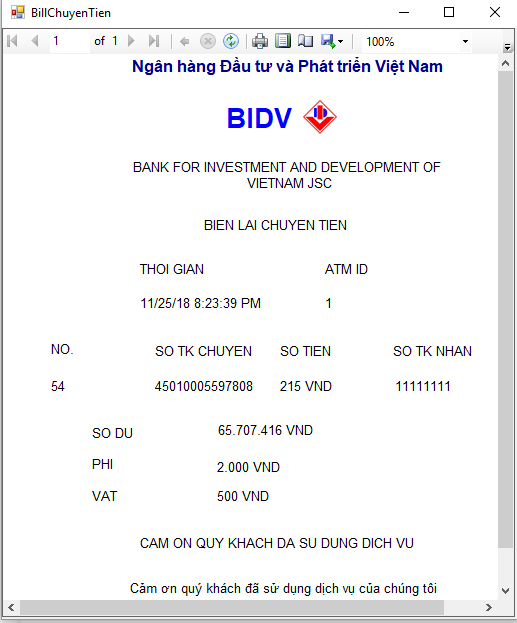 BillChuyenTien
1 of 1 100%
Ngân hàng Đầu tư và Phát triển Việt Nam
BIDV
BANK FOR INVESTMENT AND DEVELOPMENT OF
VIETNAM JSC
BIEN LAI CHUYEN TIEN
THOI GIAN ATM ID
11/25/18 8:23:39 PM 1
NO. SO TK CHUYEN SO TIEN SO TK NHAN
54 45010005597808 215 VND 11111111
SO DU 65.707.416 VND
PHI 2.000 VND
VAT 500 VND
CAM ON QUY KHACH DA SU DUNG DICH VU
Cảm ơn quý khách đã sử dụng dịch vụ của chúng tôi